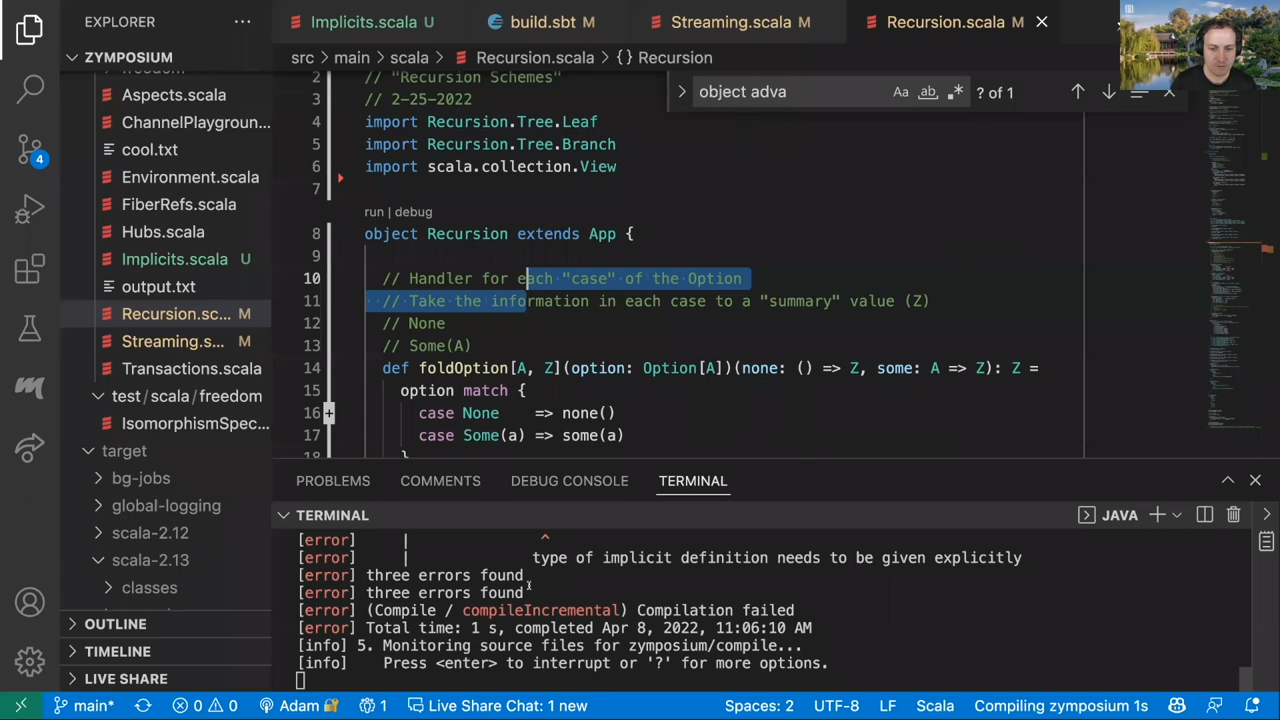 EXPLORER
Implicits.scala U
build.sbt M
Streaming.scala M
Recursion.scala M
ZYMPOSIUM
src > main > scala > Recursion.scala > {} Recursion
object adva
Aa
ab
.*
? of 1
Aspects.scala
ChannelPlaygroun...
cool.txt
Environment.scala
FiberRefs.scala
Hubs.scala
Implicits.scala U
output.txt
Recursion.sc... M
Streaming.s... M
Transactions.scala
test/scala/freedom
IsomorphismSpec...
target
bg-jobs
global-logging
scala-2.12
scala-2.13
classes
OUTLINE
TIMELINE
LIVE SHARE
4
2 // "Recursion Schemes"
3 // 2-25-2022
4 import Recursion.Tree.Leaf
5 import Recursion.Tree.Branch
6 import scala.collection.View
7
run | debug
8 object Recursion extends App {
9
10 // Handler for each "case" of the Option
11 // Take the information in each case to a "summary" value (Z)
12 // None
13 // Some(A)
14 def foldOption[A, Z](option: Option[A])(none: () => Z, some: A => Z): Z =
15 option match {
16 case None => none()
17 case Some(a) => some(a)
18 }
PROBLEMS COMMENTS DEBUG CONSOLE TERMINAL
TERMINAL
JAVA
[error] | ^
[error] | type of implicit definition needs to be given explicitly
[error] three errors found
[error] three errors found
[error] (Compile / compileIncremental) Compilation failed
[error] Total time: 1 s, completed Apr 8, 2022, 11:06:10 AM
[info] 5. Monitoring source files for zymposium/compile...
[info] Press <enter> to interrupt or '?' for more options.
main* 0 0 Adam 1 Live Share Chat: 1 new Spaces: 2 UTF-8 LF Scala Compiling zymposium 1s